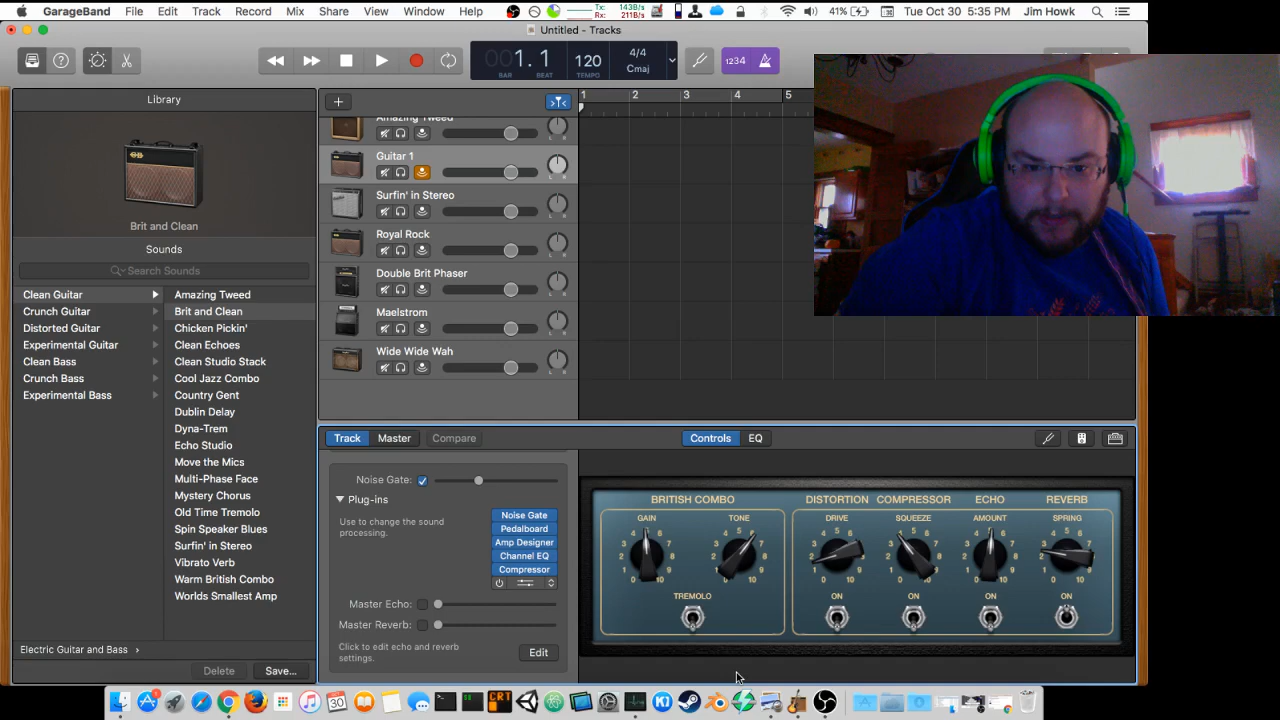 GarageBand File Edit Track Record Mix Share View Window Help
Tx: 143B/s
Rx: 211B/s
41% Tue Oct 30 5:35 PM Jim Howk
Untitled - Tracks
001.1
BAR BEAT
120
TEMPO
4/4
Cmaj
1234
Library
Brit and Clean
Sounds
Search Sounds
Clean Guitar
Crunch Guitar
Distorted Guitar
Experimental Guitar
Clean Bass
Crunch Bass
Experimental Bass
Amazing Tweed
Brit and Clean
Chicken Pickin'
Clean Echoes
Clean Studio Stack
Cool Jazz Combo
Country Gent
Dublin Delay
Dyna-Trem
Echo Studio
Move the Mics
Multi-Phase Face
Mystery Chorus
Old Time Tremolo
Spin Speaker Blues
Surfin' in Stereo
Vibrato Verb
Warm British Combo
Worlds Smallest Amp
Electric Guitar and Bass ›
Delete Save...
1 2 3 4 5
Amazing Tweed
Guitar 1
Surfin' in Stereo
Royal Rock
Double Brit Phaser
Maelstrom
Wide Wide Wah
Track Master Compare
Controls EQ
Noise Gate:
Plug-ins
Use to change the sound
processing.
Noise Gate
Pedalboard
Amp Designer
Channel EQ
Compressor
Master Echo:
Master Reverb:
Click to edit echo and reverb
settings.
Edit
BRITISH COMBO DISTORTION COMPRESSOR ECHO REVERB
GAIN TONE DRIVE SQUEEZE AMOUNT SPRING
TREMOLO ON ON ON ON